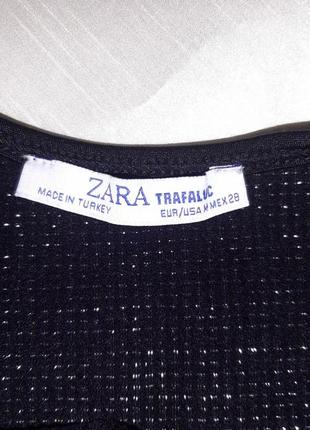 ZARA TRAFALUC
MADE IN TURKEY
EUR/USA M MEX 28